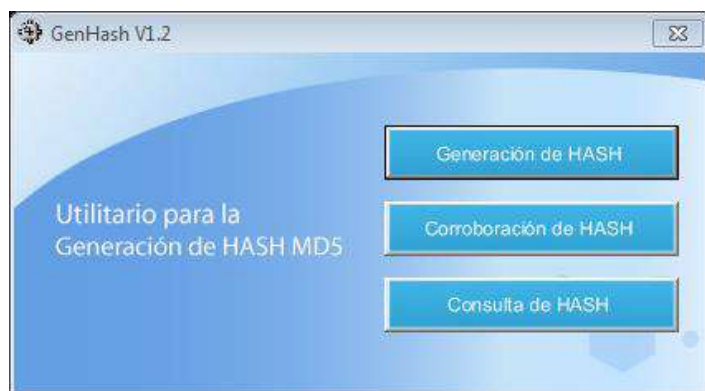 GenHash V1.2
Generación de HASH
Utilitario para la
Generación de HASH MD5
Corroboración de HASH
Consulta de HASH